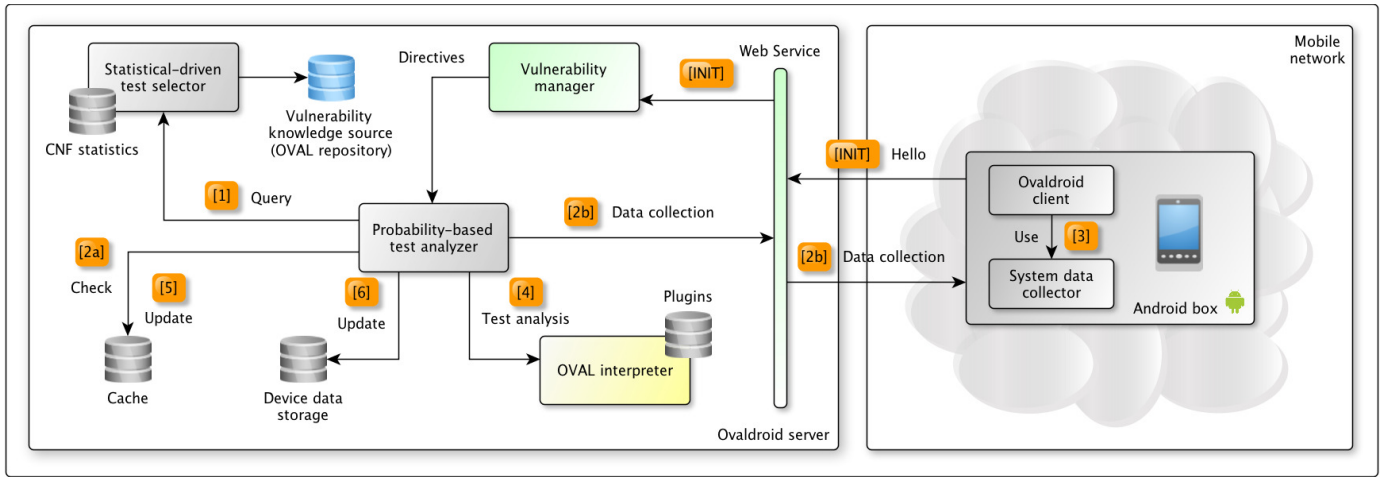 Statistical-driven
test selector
CNF statistics
Vulnerability
knowledge source
(OVAL repository)
Directives
Vulnerability
manager
[INIT]
Web Service
Mobile
network
[INIT]
Hello
[1]
Query
Probability-based
test analyzer
[2b]
Data collection
[2b]
Data collection
Ovaldroid
client
Use
[3]
System data
collector
Android box
[2a]
Check
[5]
Update
[6]
Update
[4]
Test analysis
Plugins
OVAL interpreter
Cache
Device data
storage
Ovaldroid server